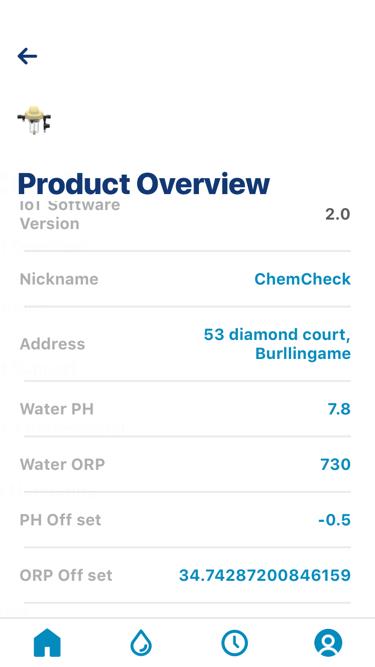 Product Overview
IoT Software
Version
2.0
Nickname
ChemCheck
Address
53 diamond court,
Burllingame
Water PH
7.8
Water ORP
730
PH Off set
-0.5
ORP Off set
34.74287200846159